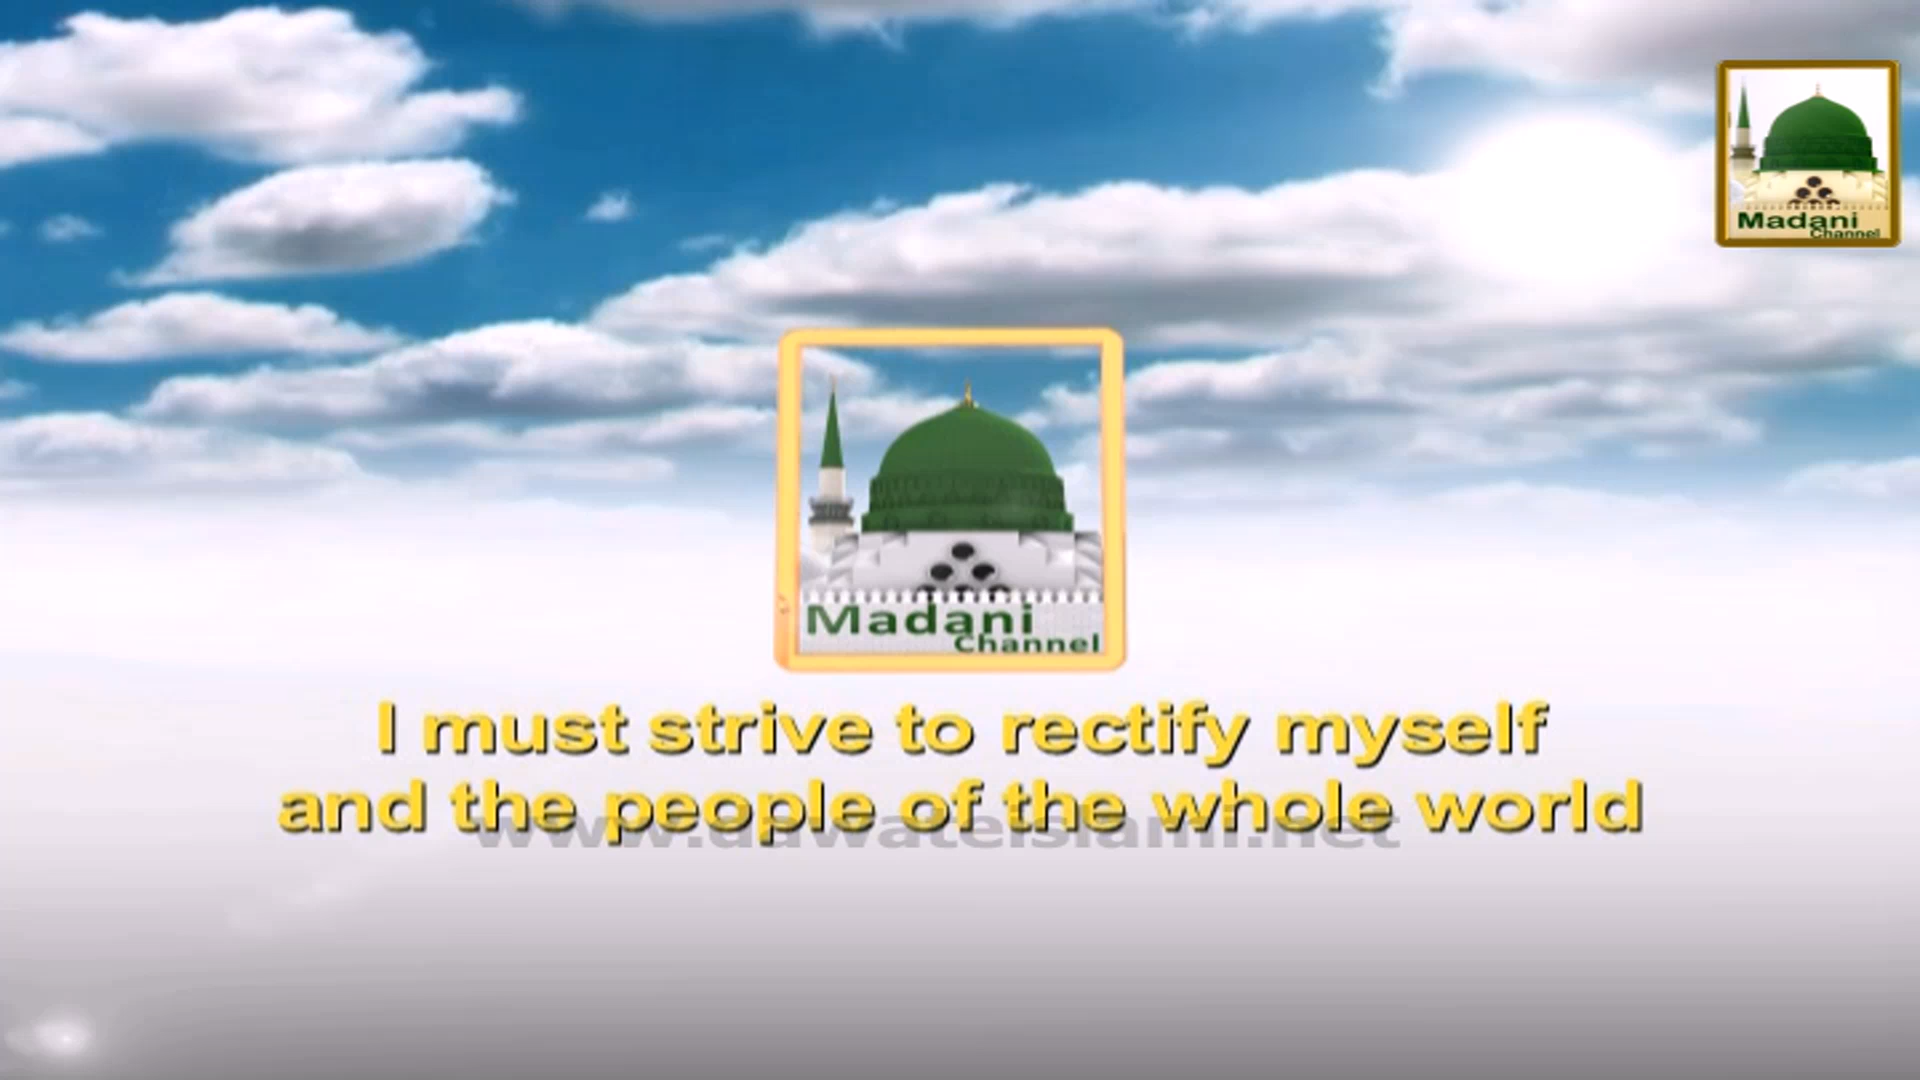 Madani
Channel
Madani
Channel
I must strive to rectify myself
and the people of the whole world
www.dawateislami.net